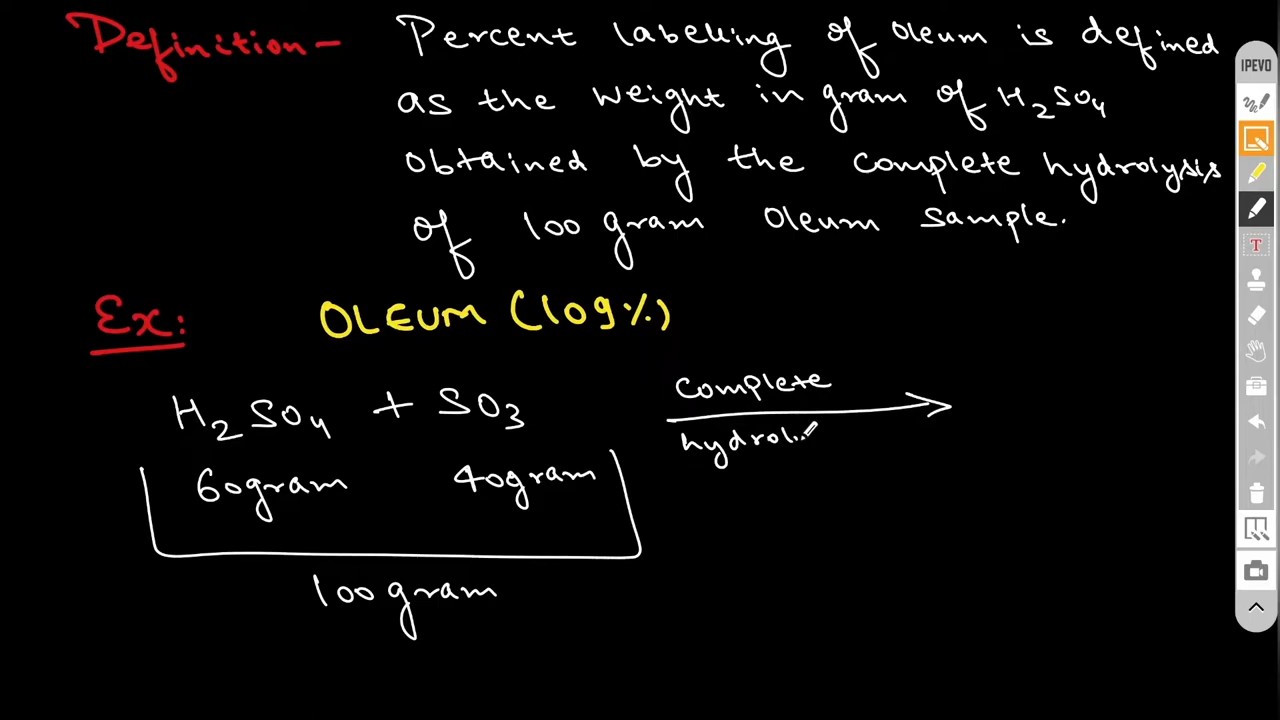 Definition - Percent labelling of Oleum is defined
as the weight in gram of H₂SO₄
obtained by the complete hydrolysis
of 100 gram Oleum sample.
Ex: OLEUM (109%)
H₂SO₄ + SO₃ complete
hydroli
60gram 40gram
100 gram
IPEVO
T